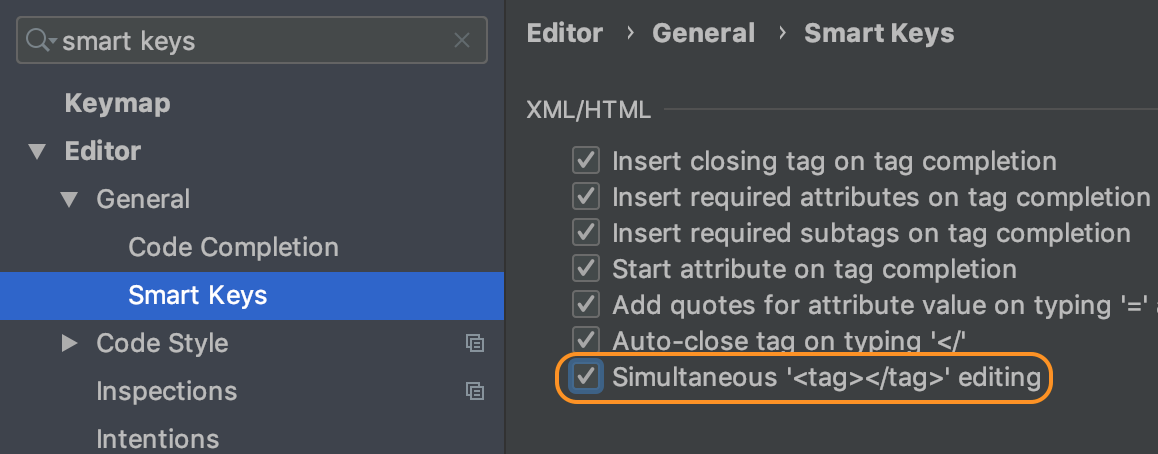 smart keys
Keymap
Editor
General
Code Completion
Smart Keys
Code Style
Inspections
Intentions
Editor › General › Smart Keys
XML/HTML
Insert closing tag on tag completion
Insert required attributes on tag completion
Insert required subtags on tag completion
Start attribute on tag completion
Add quotes for attribute value on typing '='
Auto-close tag on typing '</'
Simultaneous '<tag></tag>' editing